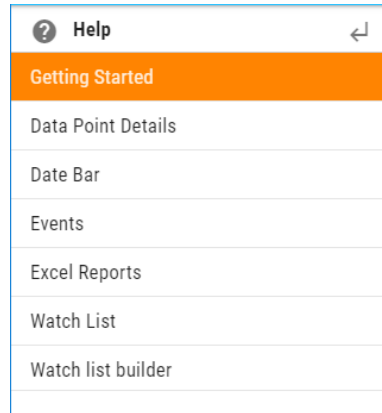 Help
Getting Started
Data Point Details
Date Bar
Events
Excel Reports
Watch List
Watch list builder